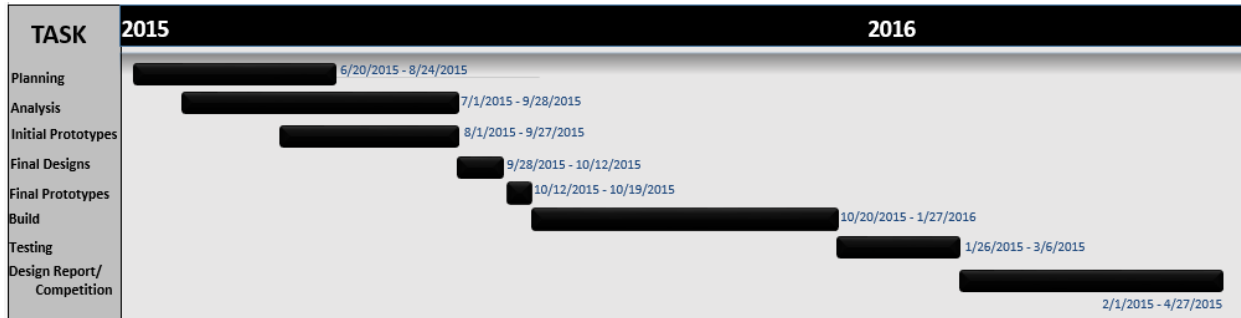 TASK 2015 2016
Planning 6/20/2015 - 8/24/2015
Analysis 7/1/2015 - 9/28/2015
Initial Prototypes 8/1/2015 - 9/27/2015
Final Designs 9/28/2015 - 10/12/2015
Final Prototypes 10/12/2015 - 10/19/2015
Build 10/20/2015 - 1/27/2016
Testing 1/26/2015 - 3/6/2015
Design Report/
Competition
2/1/2015 - 4/27/2015